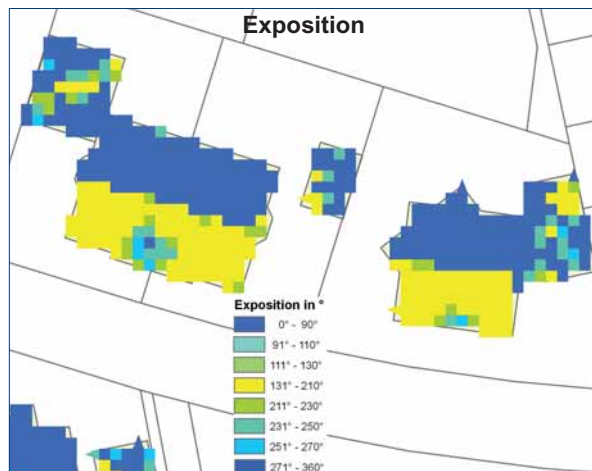 Exposition
Exposition in °
0° - 90°
91° - 110°
111° - 130°
131° - 210°
211° - 230°
231° - 250°
251° - 270°
271° - 360°